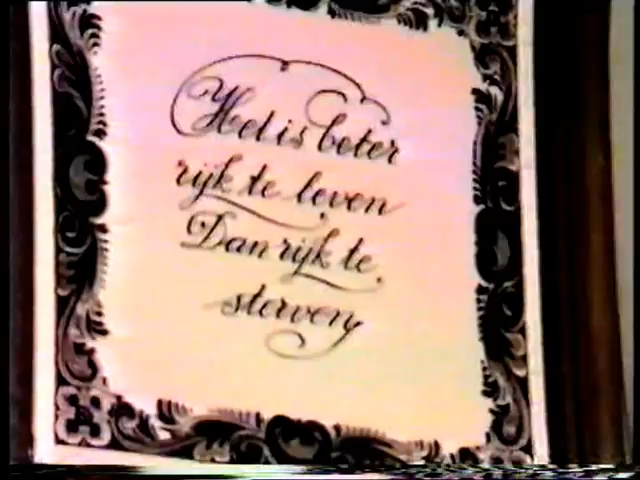 Het is beter
rijk te leven
Dan rijk te
sterven